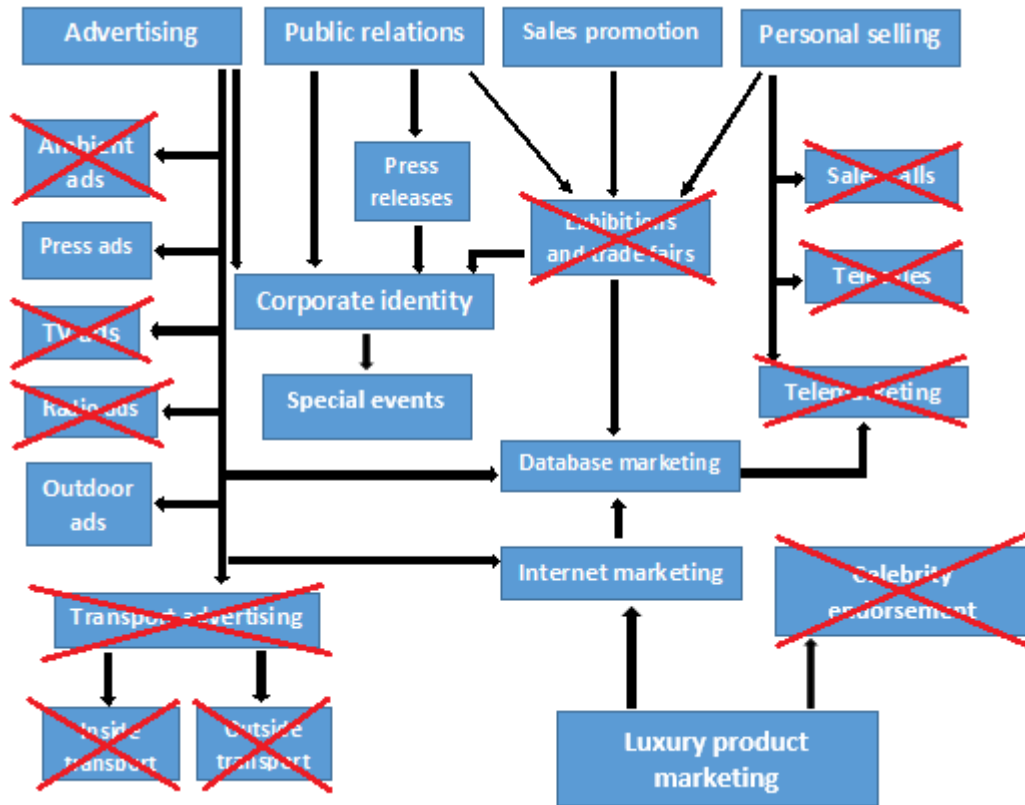 Advertising
Public relations
Sales promotion
Personal selling
Ambient
ads
Press
releases
Sales calls
Press ads
Exhibitions
and trade fairs
Telesales
Corporate identity
TV ads
Special events
Telemarketing
Radio ads
Database marketing
Outdoor
ads
Internet marketing
Celebrity
endorsement
Transport advertising
Inside
transport
Outside
transport
Luxury product
marketing